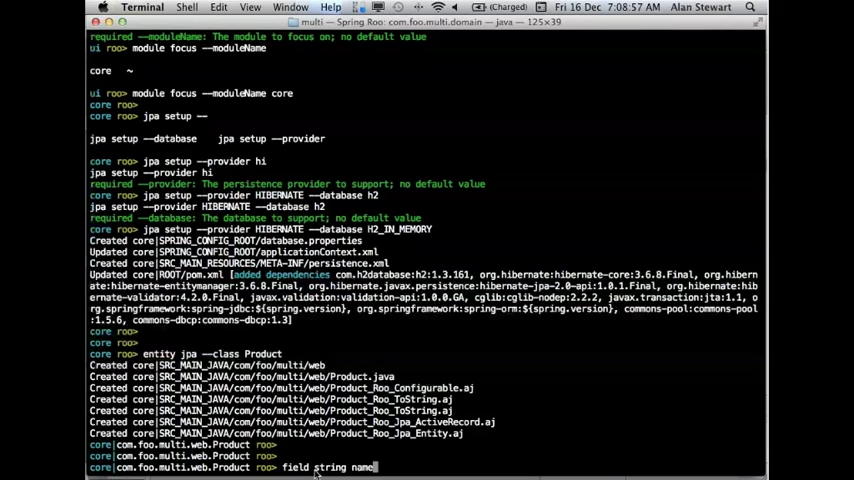 Terminal Shell Edit View Window Help (Charged) Fri 16 Dec 7:08:57 AM Alan Stewart
multi — Spring Roo: com.foo.multi.domain — java — 125×39
required --moduleName: The module to focus on; no default value
ui roo> module focus --moduleName
core ~
ui roo> module focus --moduleName core
core roo>
core roo> jpa setup --
jpa setup --database jpa setup --provider
core roo> jpa setup --provider hi
jpa setup --provider hi
required --provider: The persistence provider to support; no default value
core roo> jpa setup --provider HIBERNATE --database h2
jpa setup --provider HIBERNATE --database h2
required --database: The database to support; no default value
core roo> jpa setup --provider HIBERNATE --database H2_IN_MEMORY
Created core|SPRING_CONFIG_ROOT/database.properties
Updated core|SPRING_CONFIG_ROOT/applicationContext.xml
Created core|SRC_MAIN_RESOURCES/META-INF/persistence.xml
Updated core|ROOT/pom.xml [added dependencies com.h2database:h2:1.3.161, org.hibernate:hibernate-core:3.6.8.Final, org.hibern
ate:hibernate-entitymanager:3.6.8.Final, org.hibernate.javax.persistence:hibernate-jpa-2.0-api:1.0.1.Final, org.hibernate:hib
ernate-validator:4.2.0.Final, javax.validation:validation-api:1.0.0.GA, cglib:cglib-nodep:2.2.2, javax.transaction:jta:1.1, o
rg.springframework:spring-jdbc:${spring.version}, org.springframework:spring-orm:${spring.version}, commons-pool:commons-pool
:1.5.6, commons-dbcp:commons-dbcp:1.3]
core roo>
core roo>
core roo> entity jpa --class Product
Created core|SRC_MAIN_JAVA/com/foo/multi/web
Created core|SRC_MAIN_JAVA/com/foo/multi/web/Product.java
Created core|SRC_MAIN_JAVA/com/foo/multi/web/Product_Roo_Configurable.aj
Created core|SRC_MAIN_JAVA/com/foo/multi/web/Product_Roo_ToString.aj
Created core|SRC_MAIN_JAVA/com/foo/multi/web/Product_Roo_ToString.aj
Created core|SRC_MAIN_JAVA/com/foo/multi/web/Product_Roo_Jpa_ActiveRecord.aj
Created core|SRC_MAIN_JAVA/com/foo/multi/web/Product_Roo_Jpa_Entity.aj
core|com.foo.multi.web.Product roo>
core|com.foo.multi.web.Product roo>
core|com.foo.multi.web.Product roo> field string name